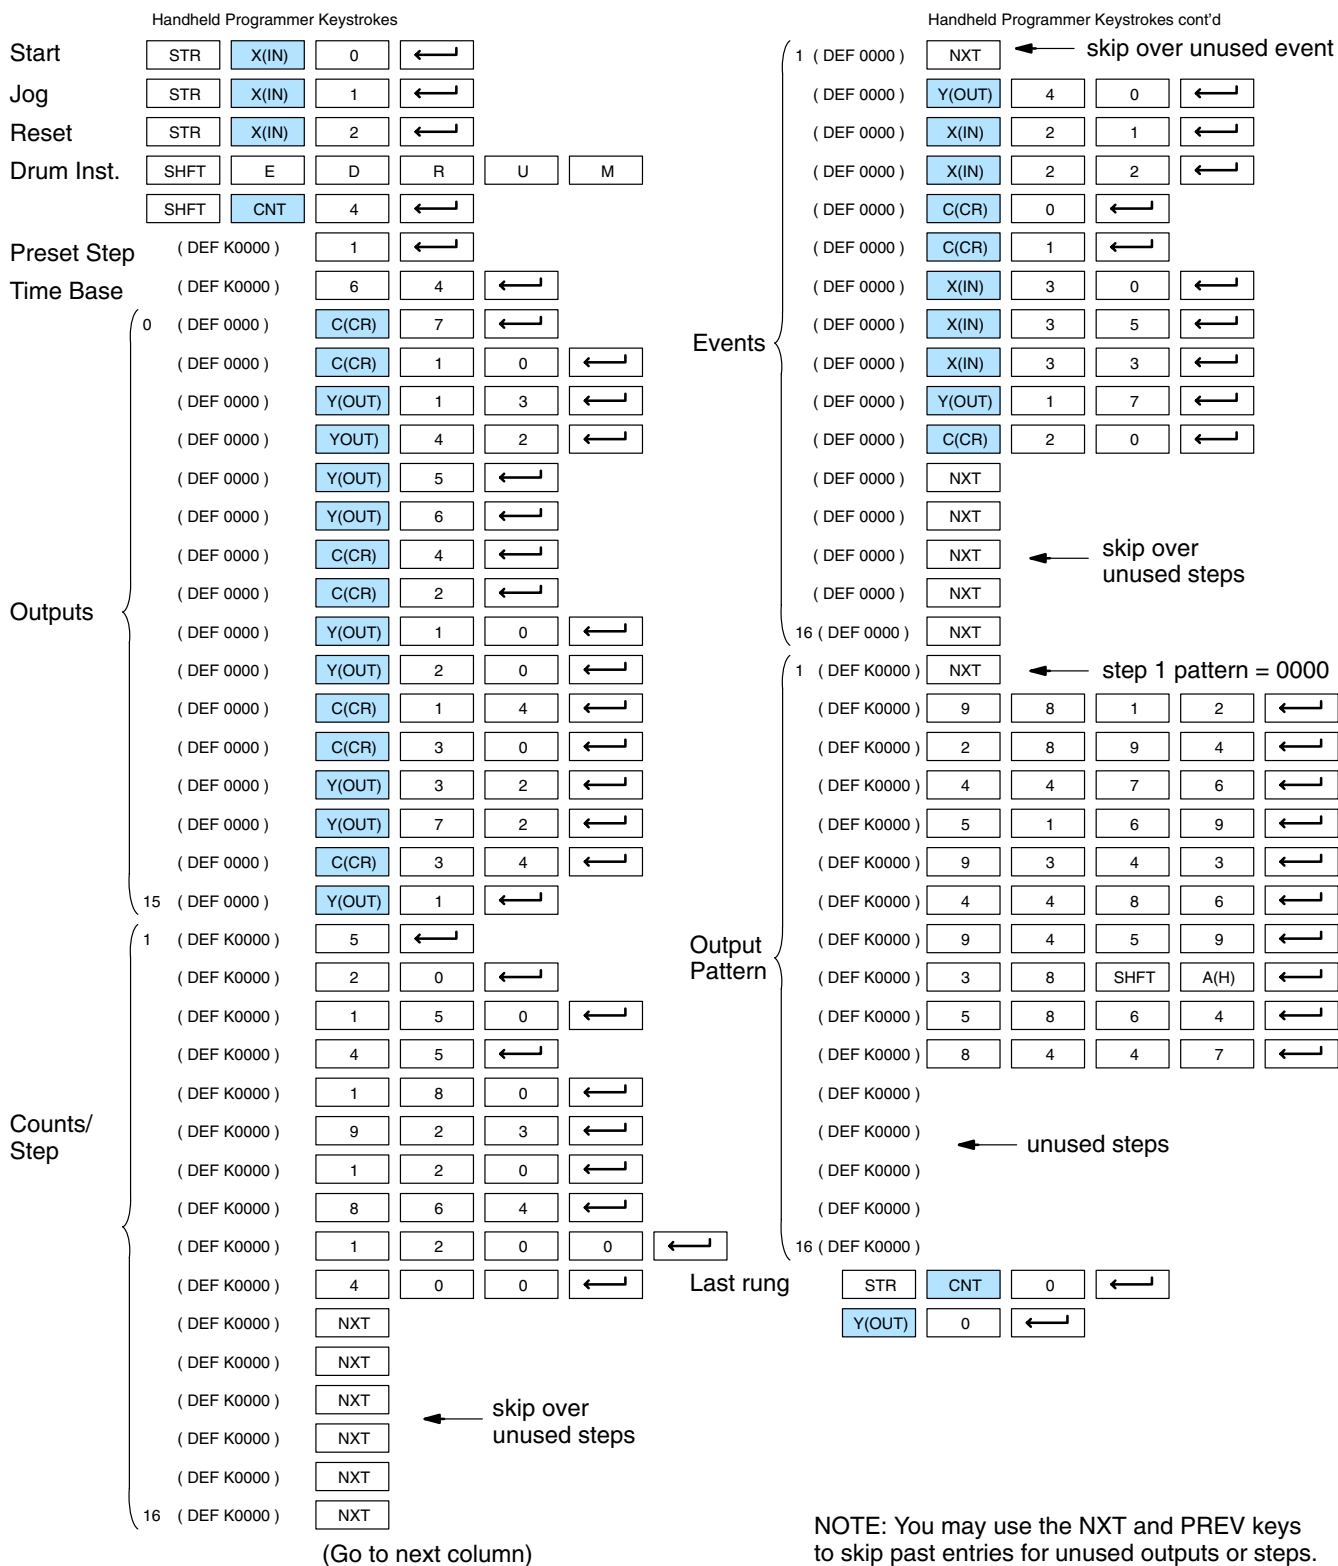 Handheld Programmer Keystrokes
Start STR X(IN) 0
Jog STR X(IN) 1
Reset STR X(IN) 2
Drum Inst. SHFT E D R U M
SHFT CNT 4
Preset Step ( DEF K0000 ) 1
Time Base ( DEF K0000 ) 6 4
Outputs
0 ( DEF 0000 ) C(CR) 7
( DEF 0000 ) C(CR) 1 0
( DEF 0000 ) Y(OUT) 1 3
( DEF 0000 ) YOUT) 4 2
( DEF 0000 ) Y(OUT) 5
( DEF 0000 ) Y(OUT) 6
( DEF 0000 ) C(CR) 4
( DEF 0000 ) C(CR) 2
( DEF 0000 ) Y(OUT) 1 0
( DEF 0000 ) Y(OUT) 2 0
( DEF 0000 ) C(CR) 1 4
( DEF 0000 ) C(CR) 3 0
( DEF 0000 ) Y(OUT) 3 2
( DEF 0000 ) Y(OUT) 7 2
( DEF 0000 ) C(CR) 3 4
15 ( DEF 0000 ) Y(OUT) 1
Counts/
Step
1 ( DEF K0000 ) 5
( DEF K0000 ) 2 0
( DEF K0000 ) 1 5 0
( DEF K0000 ) 4 5
( DEF K0000 ) 1 8 0
( DEF K0000 ) 9 2 3
( DEF K0000 ) 1 2 0
( DEF K0000 ) 8 6 4
( DEF K0000 ) 1 2 0 0
( DEF K0000 ) 4 0 0
( DEF K0000 ) NXT
( DEF K0000 ) NXT
( DEF K0000 ) NXT
skip over
unused steps
( DEF K0000 ) NXT
( DEF K0000 ) NXT
16 ( DEF K0000 ) NXT
(Go to next column)
Handheld Programmer Keystrokes cont'd
Events
1 ( DEF 0000 ) NXT skip over unused event
( DEF 0000 ) Y(OUT) 4 0
( DEF 0000 ) X(IN) 2 1
( DEF 0000 ) X(IN) 2 2
( DEF 0000 ) C(CR) 0
( DEF 0000 ) C(CR) 1
( DEF 0000 ) X(IN) 3 0
( DEF 0000 ) X(IN) 3 5
( DEF 0000 ) X(IN) 3 3
( DEF 0000 ) Y(OUT) 1 7
( DEF 0000 ) C(CR) 2 0
( DEF 0000 ) NXT
( DEF 0000 ) NXT
( DEF 0000 ) NXT skip over
unused steps
( DEF 0000 ) NXT
16 ( DEF 0000 ) NXT
Output
Pattern
1 ( DEF K0000 ) NXT step 1 pattern = 0000
( DEF K0000 ) 9 8 1 2
( DEF K0000 ) 2 8 9 4
( DEF K0000 ) 4 4 7 6
( DEF K0000 ) 5 1 6 9
( DEF K0000 ) 9 3 4 3
( DEF K0000 ) 4 4 8 6
( DEF K0000 ) 9 4 5 9
( DEF K0000 ) 3 8 SHFT A(H)
( DEF K0000 ) 5 8 6 4
( DEF K0000 ) 8 4 4 7
( DEF K0000 )
( DEF K0000 ) unused steps
( DEF K0000 )
( DEF K0000 )
16 ( DEF K0000 )
Last rung STR CNT 0
Y(OUT) 0
NOTE: You may use the NXT and PREV keys
to skip past entries for unused outputs or steps.